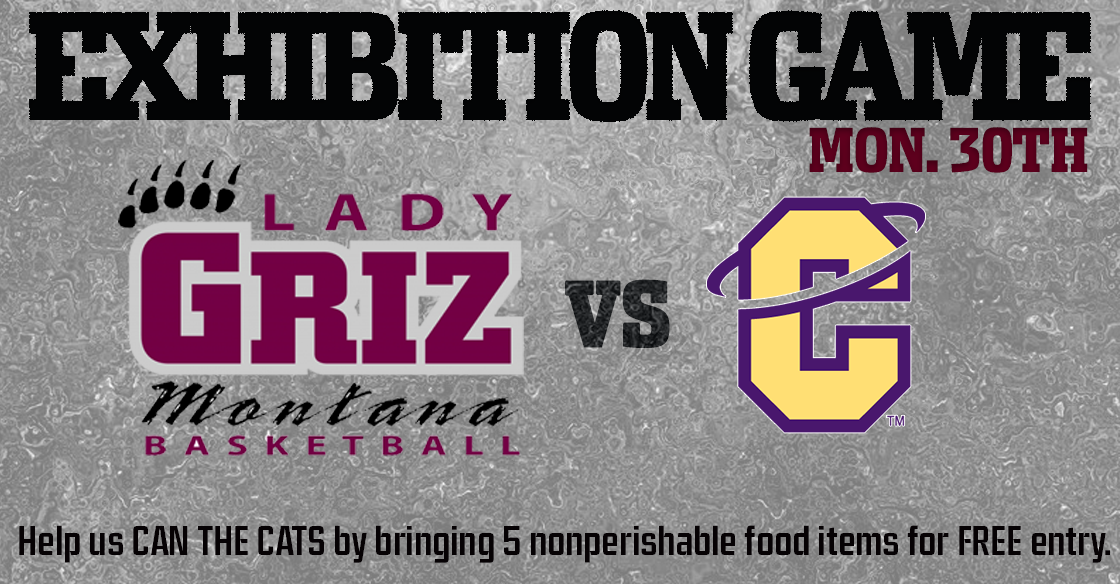 EXHIBITION GAME
MON. 30TH
LADY
GRIZ
Montana
BASKETBALL
VS
C
TM
Help us CAN THE CATS by bringing 5 nonperishable food items for FREE entry.